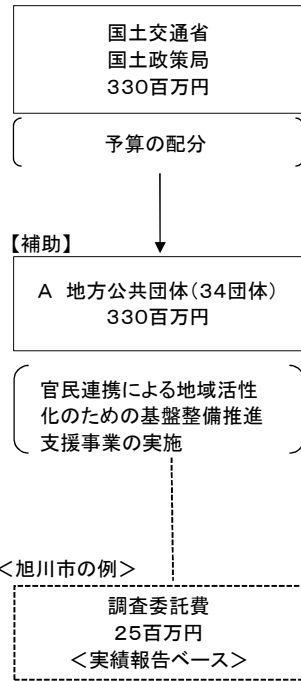 国土交通省
国土政策局
330百万円
予算の配分
【補助】
A 地方公共団体(34団体)
330百万円
官民連携による地域活性
化のための基盤整備推進
支援事業の実施
<旭川市の例>
調査委託費
25百万円
<実績報告ベース>